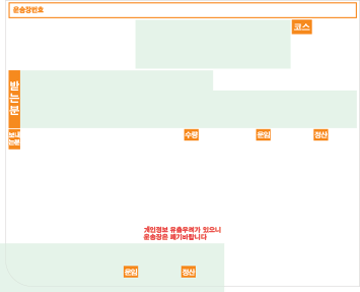 운송장번호
코스
받는분
보내는분
수량
운임
정산
개인정보 유출우려가 있으니
운송장은 폐기바랍니다
운임
정산